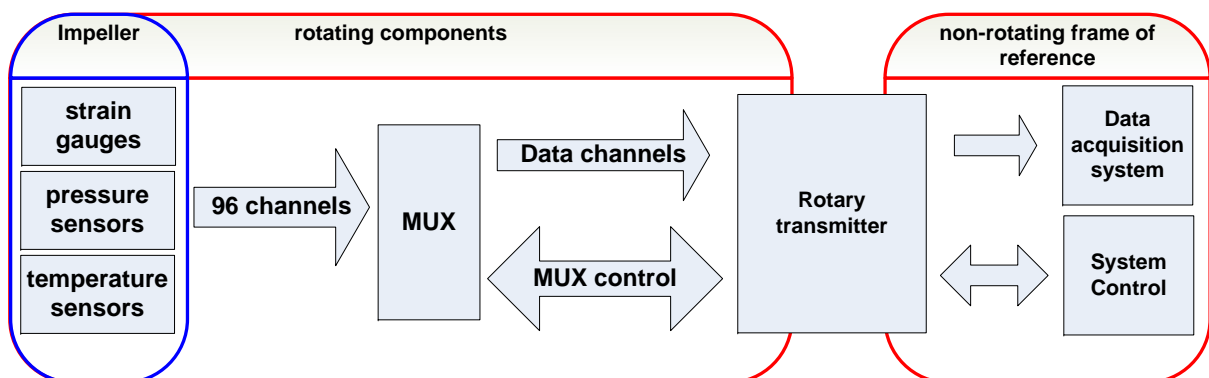 Impeller
rotating components
non-rotating frame of
reference
strain
gauges
pressure
sensors
temperature
sensors
96 channels
MUX
Data channels
MUX control
Rotary
transmitter
Data
acquisition
system
System
Control